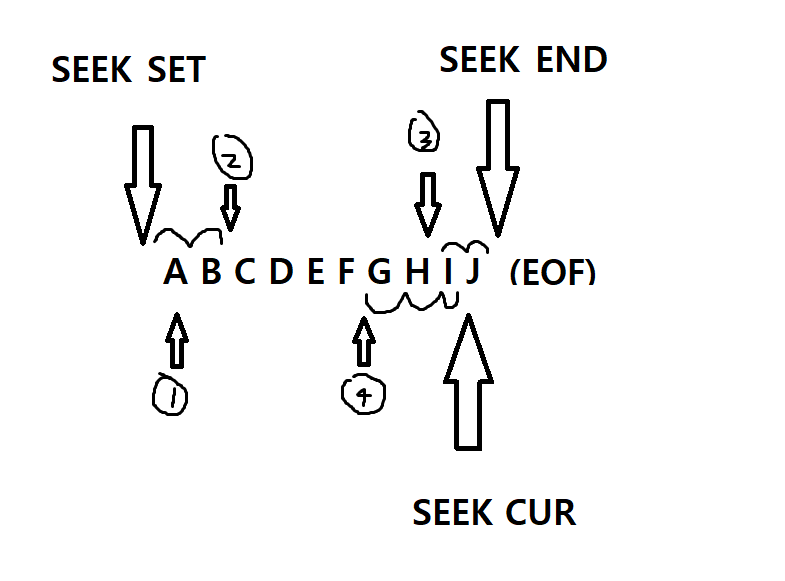 SEEK SET
SEEK END
2
3
A B C D E F G H I J (EOF)
1
4
SEEK CUR